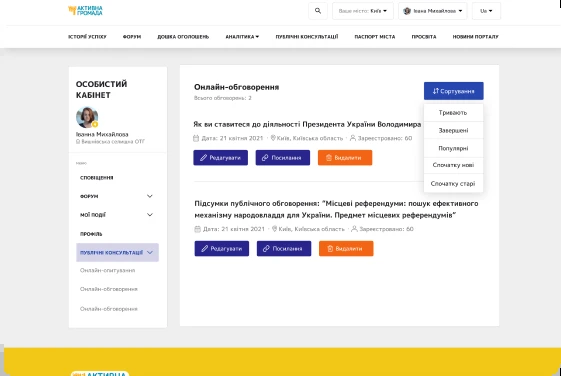 АКТИВНА
ГРОМАДА
Ваше місто: Київ
Івана Михайлова
Ua
ІСТОРІЇ УСПІХУ
ФОРУМ
ДОШКА ОГОЛОШЕНЬ
АНАЛІТИКА
ПУБЛІЧНІ КОНСУЛЬТАЦІЇ
ПАСПОРТ МІСТА
ПРОСВІТА
НОВИНИ ПОРТАЛУ
ОСОБИСТИЙ
КАБІНЕТ
Іванна Михайлова
Вишнівська селищна ОТГ
СПОВІЩЕННЯ
ФОРУМ
МОЇ ПОДІЇ
ПРОФІЛЬ
ПУБЛІЧНІ КОНСУЛЬТАЦІЇ
Онлайн-опитування
Онлайн-обговорення
Онлайн-обговорення
Онлайн-обговорення
Всього обговорень: 2
Сортування
Тривають
Завершені
Популярні
Спочатку нові
Спочатку старі
Як ви ставитеся до діяльності Президента України Володимира
Дата: 21 квітня 2021
Київ, Київська область
Зареєстровано: 60
Редагувати
Посилання
Видалити
Підсумки публічного обговорення: “Місцеві референдуми: пошук ефективного
механізму народовладдя для України. Предмет місцевих референдумів”
Дата: 21 квітня 2021
Київ, Київська область
Зареєстровано: 60
Редагувати
Посилання
Видалити
АКТИВНА